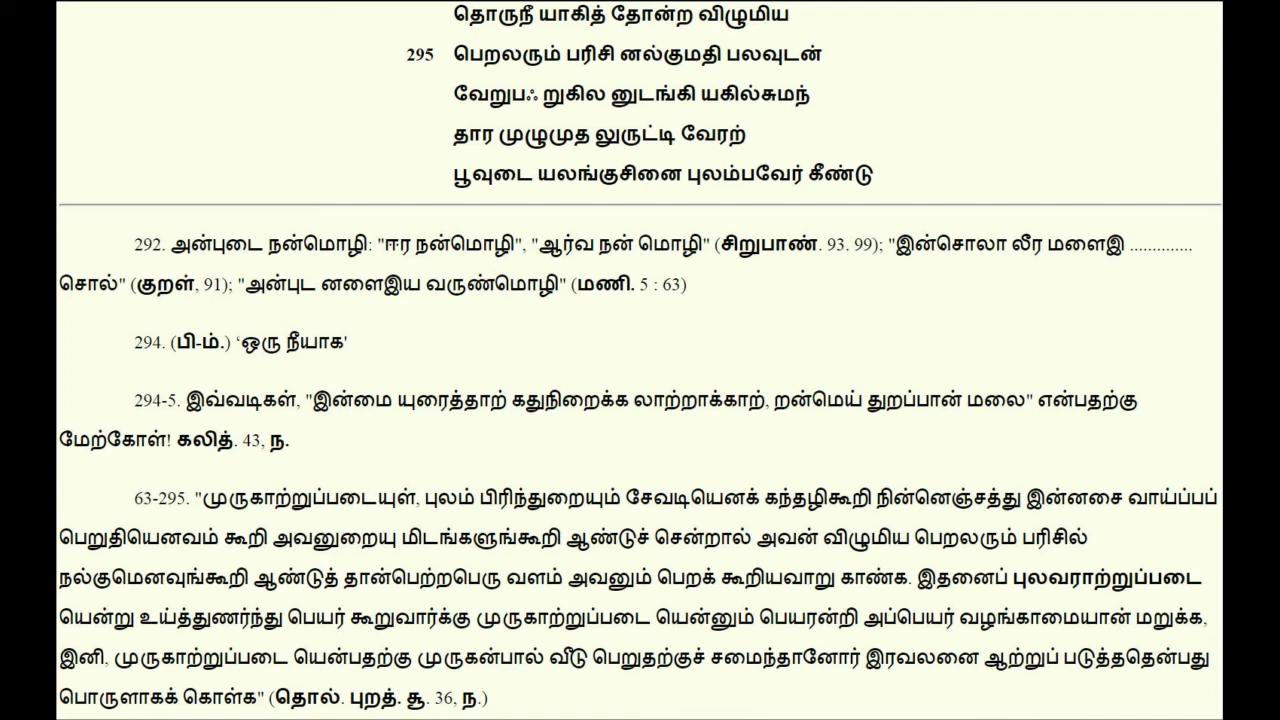 தொருநீ யாகித் தோன்ற விழுமிய
295 பெறலரும் பரிசி னல்குமதி பலவுடன்
வேறுபஃ றுகில னுடங்கி யகில்சுமந்
தார முழுமுத லுருட்டி வேரற்
பூவுடை யலங்குசினை புலம்பவேர் கீண்டு
292. அன்புடை நன்மொழி: "ஈர நன்மொழி", "ஆர்வ நன் மொழி" (சிறுபாண். 93. 99); "இன்சொலா லீர மளைஇ .............
சொல்" (குறள், 91); "அன்புட னளைஇய வருண்மொழி" (மணி. 5 : 63)
294. (பி-ம்.) ‘ஒரு நீயாக'
294-5. இவ்வடிகள், "இன்மை யுரைத்தாற் கதுநிறைக்க லாற்றாக்காற், றன்மெய் துறப்பான் மலை" என்பதற்கு
மேற்கோள்! கலித். 43, ந.
63-295. "முருகாற்றுப்படையுள், புலம் பிரிந்துறையும் சேவடியெனக் கந்தழிகூறி நின்னெஞ்சத்து இன்னசை வாய்ப்பப்
பெறுதியெனவம் கூறி அவனுறையு மிடங்களுங்கூறி ஆண்டுச் சென்றால் அவன் விழுமிய பெறலரும் பரிசில்
நல்குமெனவுங்கூறி ஆண்டுத் தான்பெற்றபெரு வளம் அவனும் பெறக் கூறியவாறு காண்க. இதனைப் புலவராற்றுப்படை
யென்று உய்த்துணர்ந்து பெயர் கூறுவார்க்கு முருகாற்றுப்படை யென்னும் பெயரன்றி அப்பெயர் வழங்காமையான் மறுக்க,
இனி, முருகாற்றுப்படை யென்பதற்கு முருகன்பால் வீடு பெறுதற்குச் சமைந்தானோர் இரவலனை ஆற்றுப் படுத்ததென்பது
பொருளாகக் கொள்க" (தொல். புறத். சூ. 36, ந.)